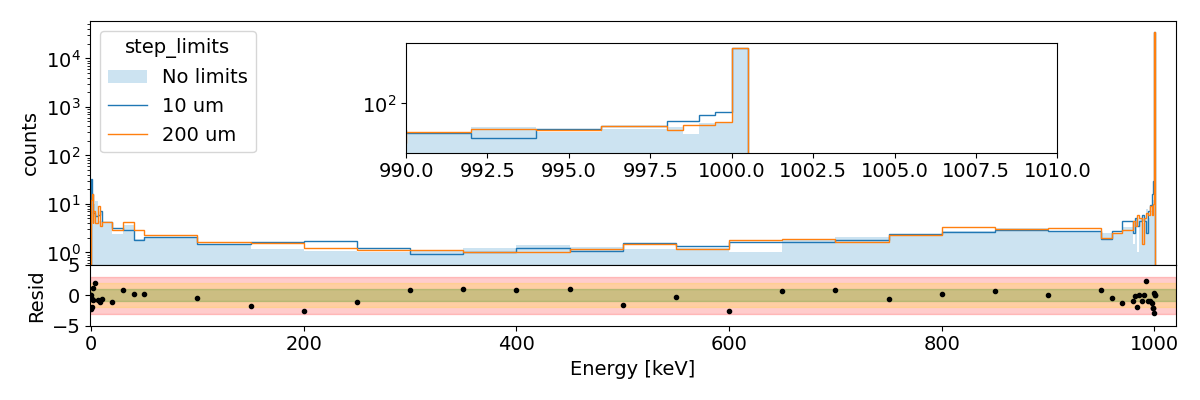 step_limits
No limits
10 um
200 um
counts
10^4
10^3
10^2
10^1
10^0
10^2
990.0 992.5 995.0 997.5 1000.0 1002.5 1005.0 1007.5 1010.0
Resid
5
0
−5
0 200 400 600 800 1000
Energy [keV]